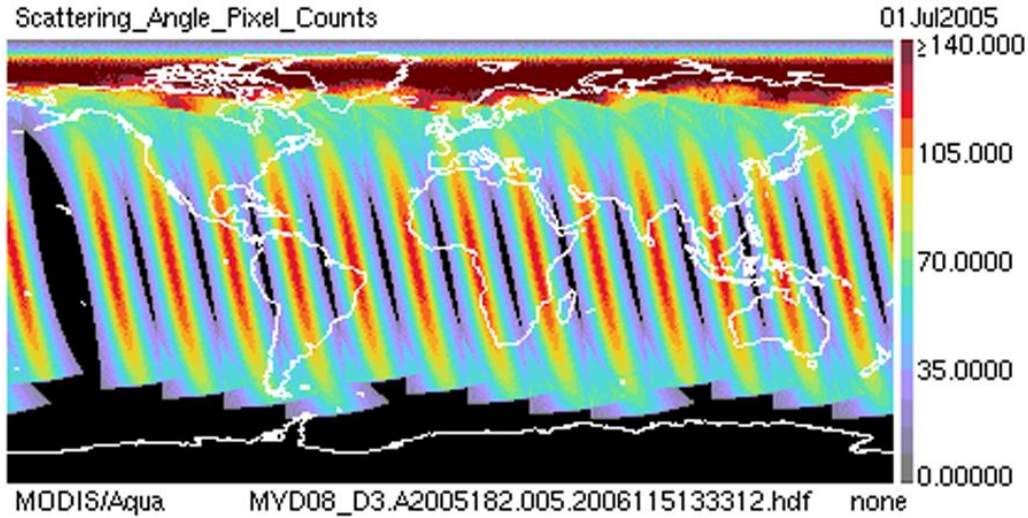 Scattering_Angle_Pixel_Counts 01Jul2005
≥140.000
105.000
70.0000
35.0000
0.00000
MODIS/Aqua MYD08_D3.A2005182.005.2006115133312.hdf none